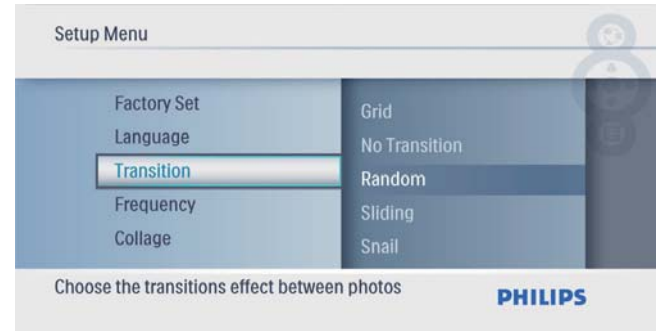 Setup Menu
Factory Set
Language
Transition
Frequency
Collage
Grid
No Transition
Random
Sliding
Snail
Choose the transitions effect between photos
PHILIPS